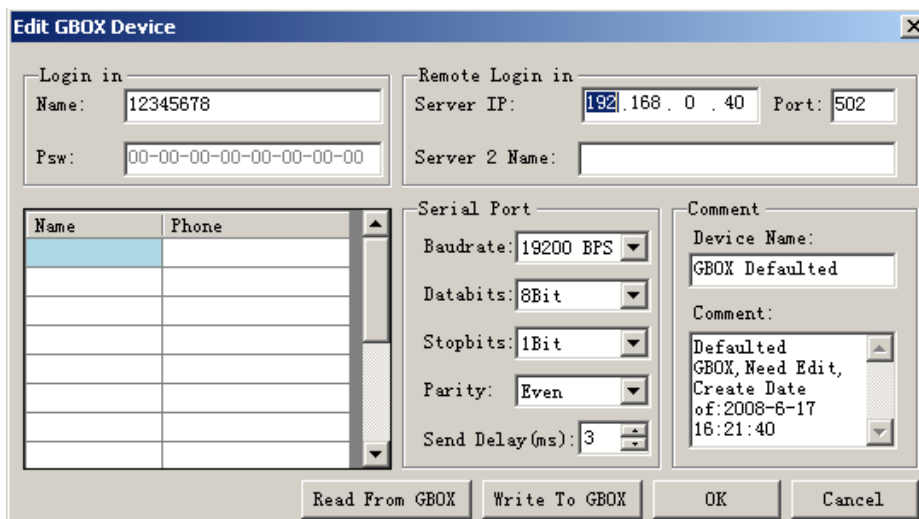 Edit GBOX Device
Login in
Name: 12345678
Psw: 00-00-00-00-00-00-00-00
Remote Login in
Server IP: 192.168.0.40 Port: 502
Server 2 Name:
Name Phone
Serial Port
Baudrate: 19200 BPS
Databits: 8Bit
Stopbits: 1Bit
Parity: Even
Send Delay(ms): 3
Comment
Device Name:
GBOX Defaulted
Comment:
Defaulted
GBOX,Need Edit,
Create Date
of:2008-6-17
16:21:40
Read From GBOX Write To GBOX OK Cancel